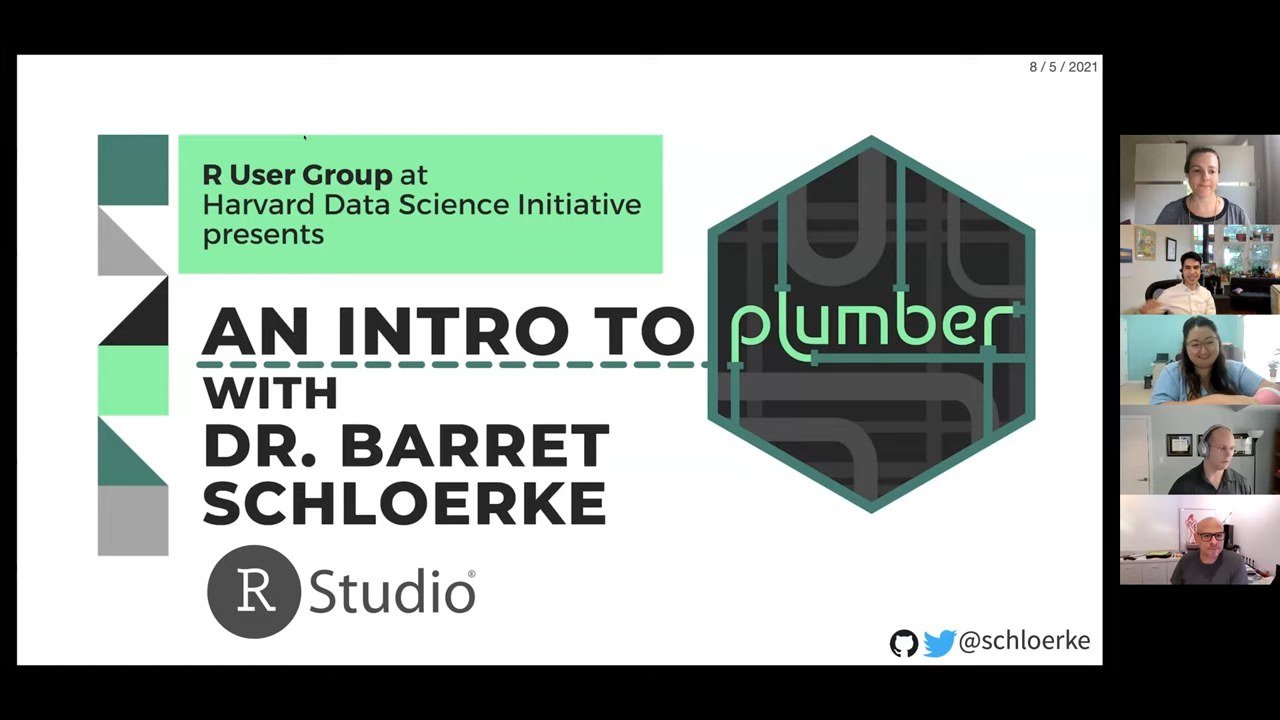 8 / 5 / 2021
R User Group at
Harvard Data Science Initiative
presents
AN INTRO TO
plumber
WITH
DR. BARRET
SCHLOERKE
R Studio®
@schloerke